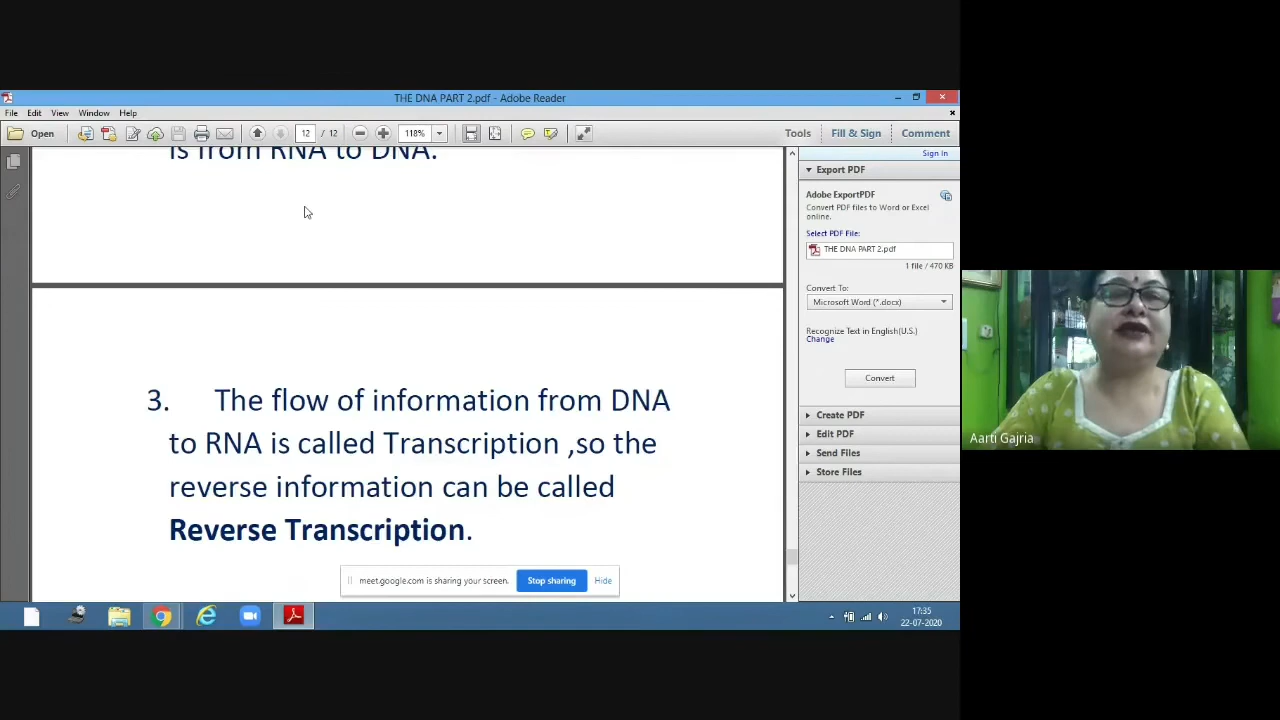 THE DNA PART 2.pdf - Adobe Reader
File Edit View Window Help
Open 12 / 12 118% Tools Fill & Sign Comment
is from RNA to DNA.
3. The flow of information from DNA
to RNA is called Transcription ,so the
reverse information can be called
Reverse Transcription.
Sign In
Export PDF
Adobe ExportPDF
Convert PDF files to Word or Excel
online.
Select PDF File:
THE DNA PART 2.pdf
1 file / 470 KB
Convert To:
Microsoft Word (*.docx)
Recognize Text in English(U.S.)
Change
Convert
Create PDF
Edit PDF
Send Files
Store Files
meet.google.com is sharing your screen. Stop sharing Hide
17:35
22-07-2020
Aarti Gajria